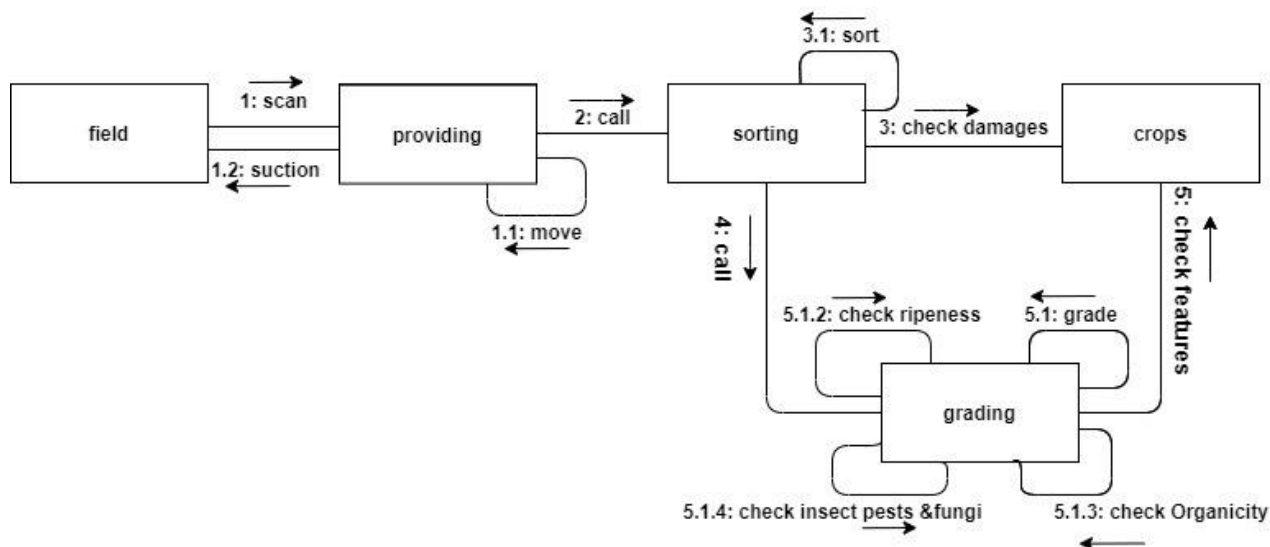 3.1: sort
1: scan
2: call
3: check damages
field
providing
sorting
crops
1.2: suction
1.1: move
4: call
5: check features
5.1.2: check ripeness
5.1: grade
grading
5.1.4: check insect pests &fungi
5.1.3: check Organicity